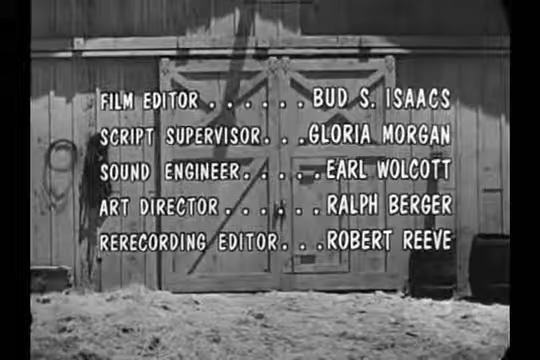 FILM EDITOR . . . . . . BUD S. ISAACS
SCRIPT SUPERVISOR . . . GLORIA MORGAN
SOUND ENGINEER . . . . . EARL WOLCOTT
ART DIRECTOR . . . . . . RALPH BERGER
RERECORDING EDITOR . . . ROBERT REEVE